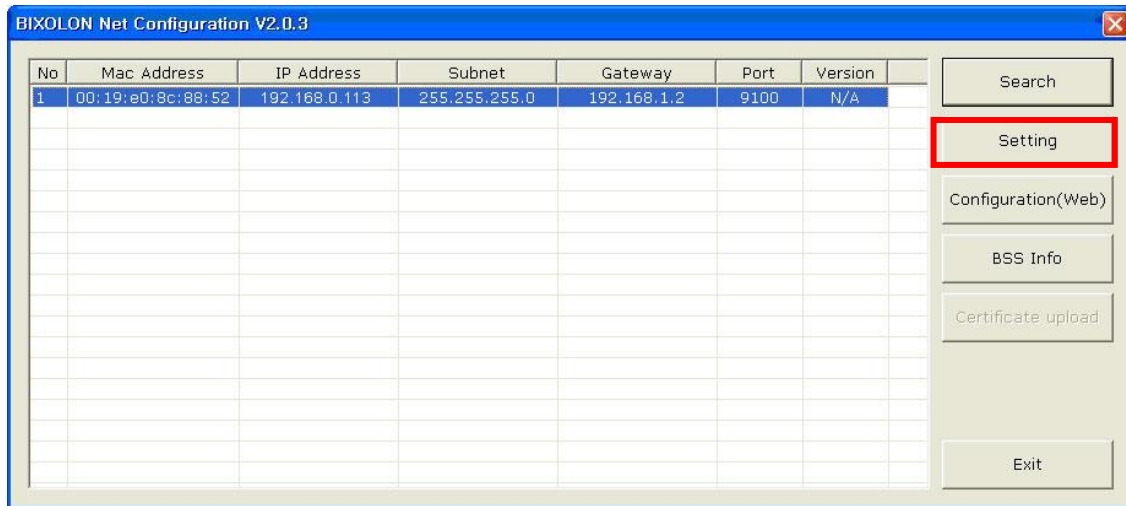 BIXOLON Net Configuration V2.0.3
No Mac Address IP Address Subnet Gateway Port Version
1 00:19:e0:8c:88:52 192.168.0.113 255.255.255.0 192.168.1.2 9100 N/A
Search
Setting
Configuration(Web)
BSS Info
Certificate upload
Exit